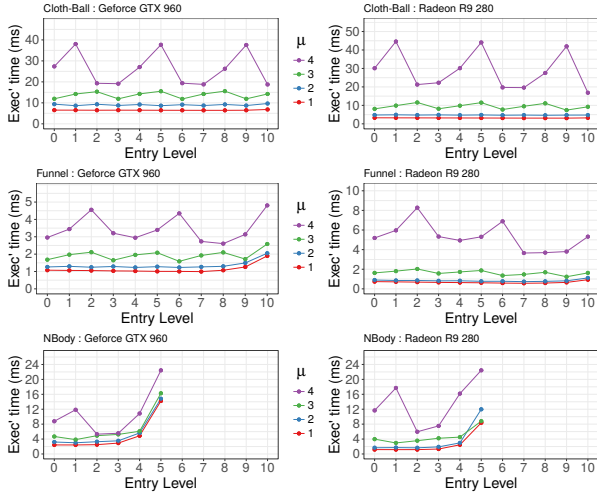 Cloth-Ball : Geforce GTX 960
Exec' time (ms)
40
30
20
10
0
0 1 2 3 4 5 6 7 8 9 10
Entry Level
μ
4
3
2
1
Cloth-Ball : Radeon R9 280
Exec' time (ms)
50
40
30
20
10
0
0 1 2 3 4 5 6 7 8 9 10
Entry Level
Funnel : Geforce GTX 960
Exec' time (ms)
5
4
3
2
1
0
0 1 2 3 4 5 6 7 8 9 10
Entry Level
μ
4
3
2
1
Funnel : Radeon R9 280
Exec' time (ms)
10
8
6
4
2
0
0 1 2 3 4 5 6 7 8 9 10
Entry Level
NBody : Geforce GTX 960
Exec' time (ms)
24
20
16
12
8
4
0
0 1 2 3 4 5 6 7 8 9 10
Entry Level
μ
4
3
2
1
NBody : Radeon R9 280
Exec' time (ms)
24
20
16
12
8
4
0
0 1 2 3 4 5 6 7 8 9 10
Entry Level